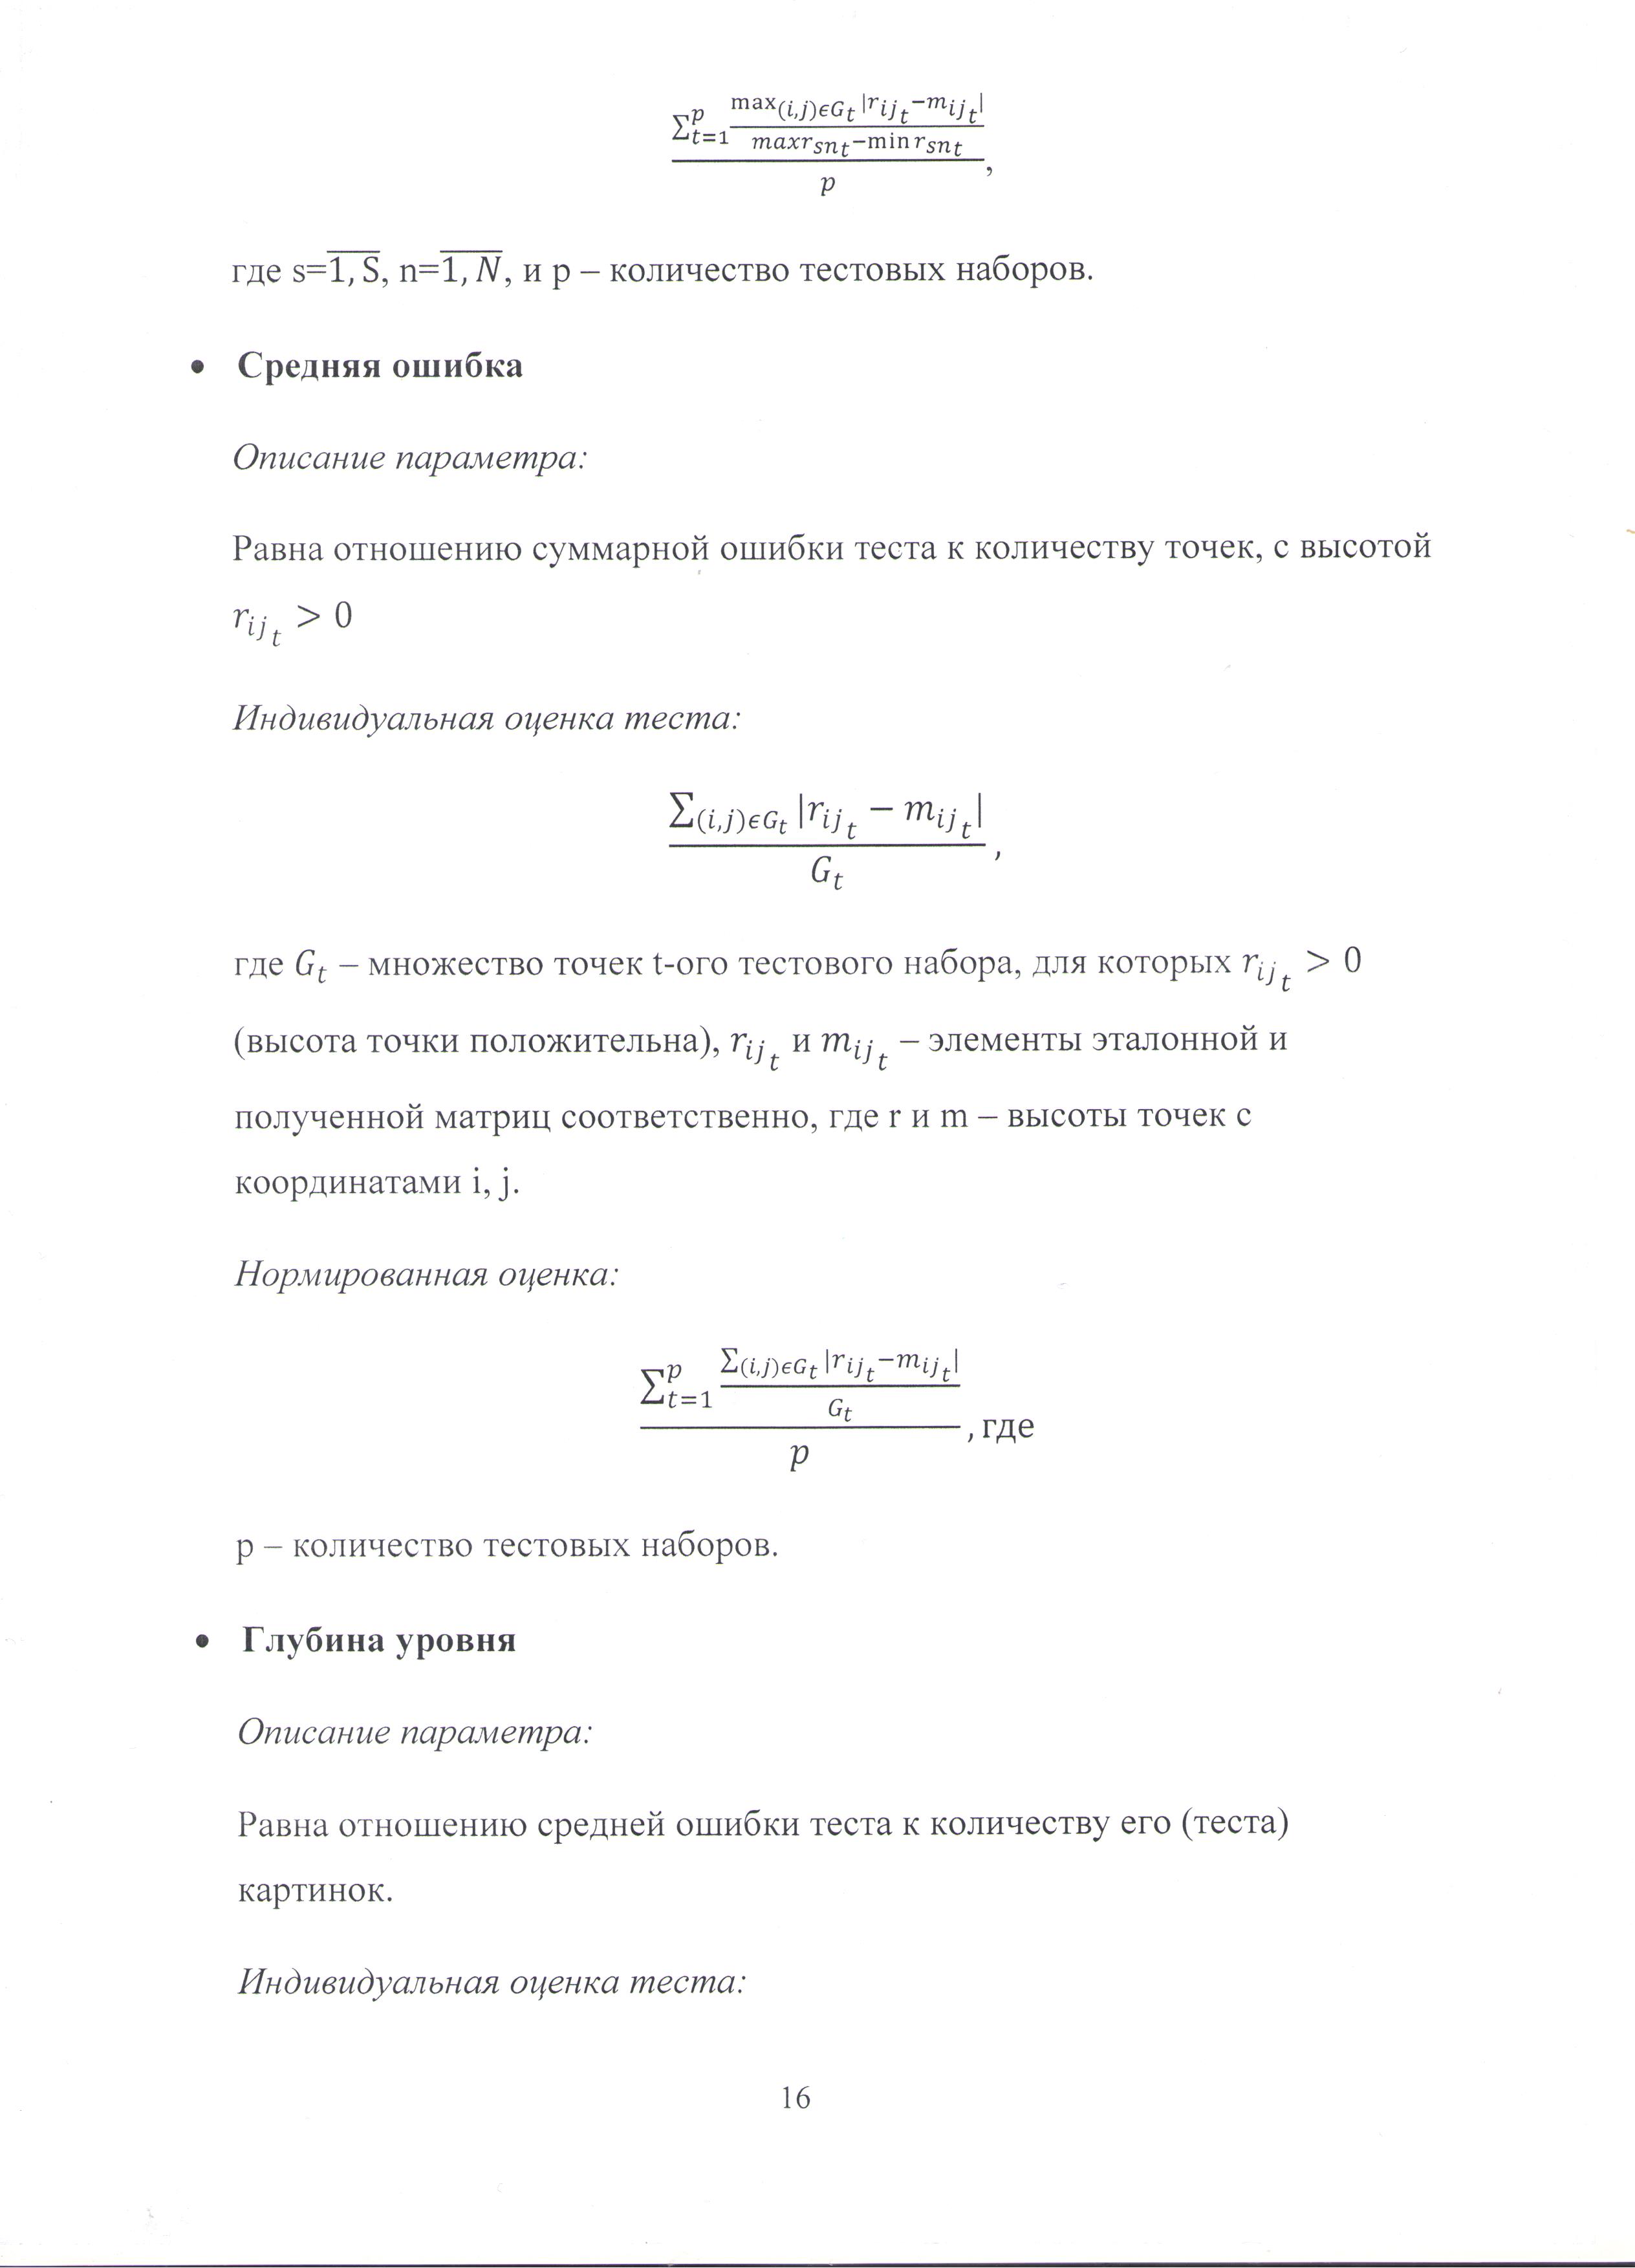 $$\frac{\sum_{t=1}^{p} \frac{\max_{(i,j)\epsilon G_t} |r_{ij_t} - m_{ij_t}|}{maxr_{sn_t} - \min r_{sn_t}}}{p},$$
где s=$\overline{1, S}$, n=$\overline{1, N}$, и p – количество тестовых наборов.
• Средняя ошибка
Описание параметра:
Равна отношению суммарной ошибки теста к количеству точек, с высотой
$r_{ij_t} > 0$
Индивидуальная оценка теста:
$$\frac{\sum_{(i,j)\epsilon G_t} |r_{ij_t} - m_{ij_t}|}{G_t},$$
где $G_t$ – множество точек t-ого тестового набора, для которых $r_{ij_t} > 0$
(высота точки положительна), $r_{ij_t}$ и $m_{ij_t}$ – элементы эталонной и
полученной матриц соответственно, где r и m – высоты точек с
координатами i, j.
Нормированная оценка:
$$\frac{\sum_{t=1}^{p} \frac{\sum_{(i,j)\epsilon G_t} |r_{ij_t} - m_{ij_t}|}{G_t}}{p}, где$$
p – количество тестовых наборов.
• Глубина уровня
Описание параметра:
Равна отношению средней ошибки теста к количеству его (теста)
картинок.
Индивидуальная оценка теста:
16